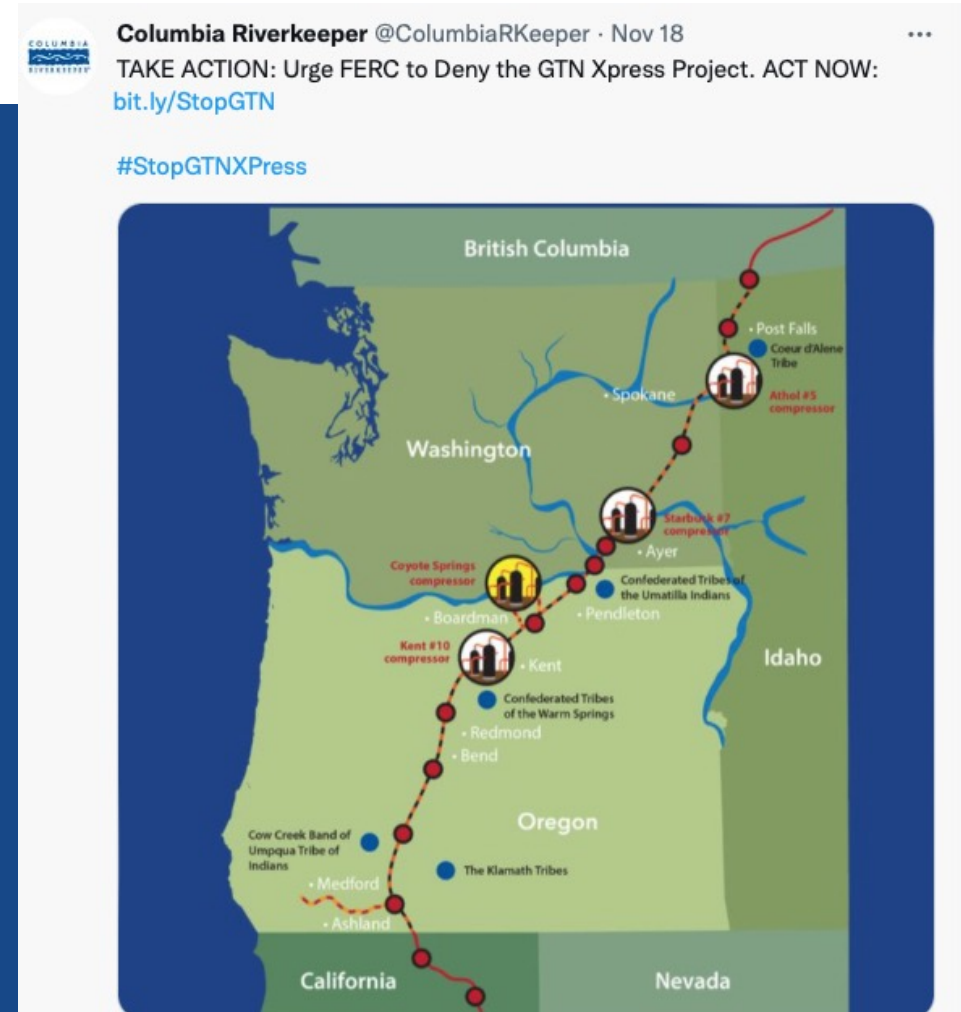 COLUMBIA
RIVERKEEPER
Columbia Riverkeeper @ColumbiaRKeeper · Nov 18
TAKE ACTION: Urge FERC to Deny the GTN Xpress Project. ACT NOW:
bit.ly/StopGTN
#StopGTNXPress
British Columbia
• Post Falls
Coeur d'Alene
Tribe
• Spokane
Athol #5
compressor
Washington
Starbuck #7
compressor
• Ayer
Coyote Springs
compressor
Confederated Tribes of
the Umatilla Indians
• Boardman
• Pendleton
Kent #10
compressor
• Kent
Idaho
Confederated Tribes
of the Warm Springs
• Redmond
• Bend
Oregon
Cow Creek Band of
Umpqua Tribe of
Indians
The Klamath Tribes
• Medford
• Ashland
California
Nevada